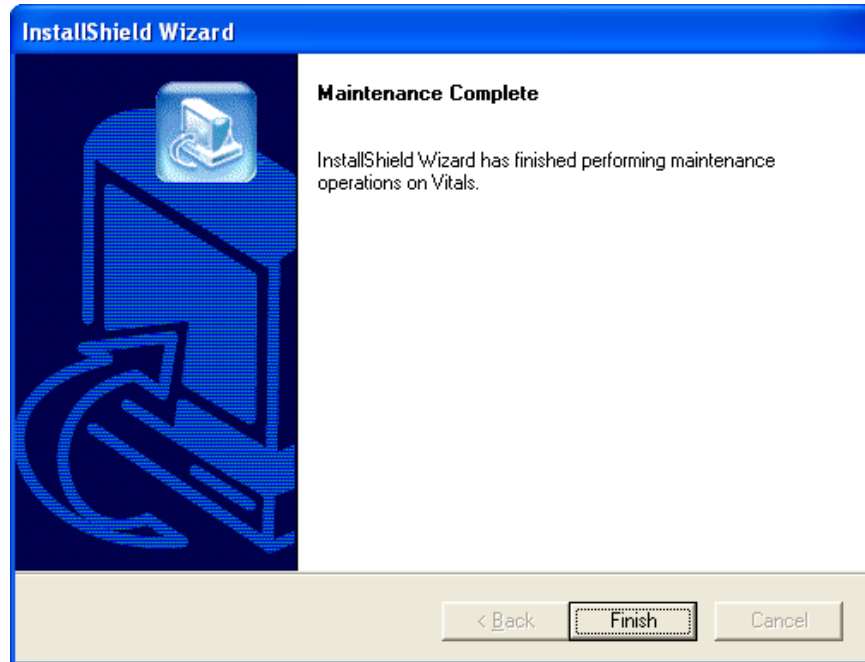 InstallShield Wizard
Maintenance Complete
InstallShield Wizard has finished performing maintenance
operations on Vitals.
< Back
Finish
Cancel